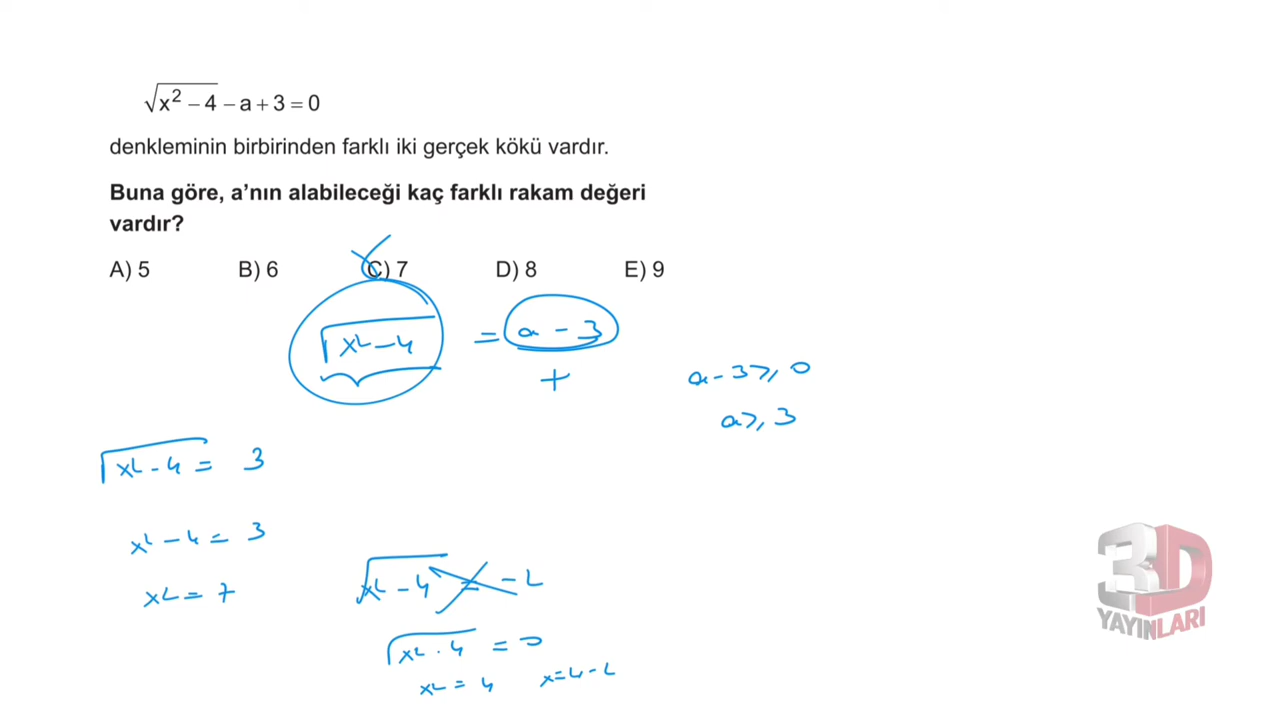 √x² − 4 − a + 3 = 0
denkleminin birbirinden farklı iki gerçek kökü vardır.
Buna göre, a’nın alabileceği kaç farklı rakam değeri
vardır?
A) 5 B) 6 C) 7 D) 8 E) 9
√x² − 4 = a − 3
+
a − 3 ≥ 0
a ≥ 3
√x² − 4 = 3
x² − 4 = 3
x² = 7
√x² − 4 = − 2
√x² − 4 = 0
x² = 4
3D
YAYINLARI